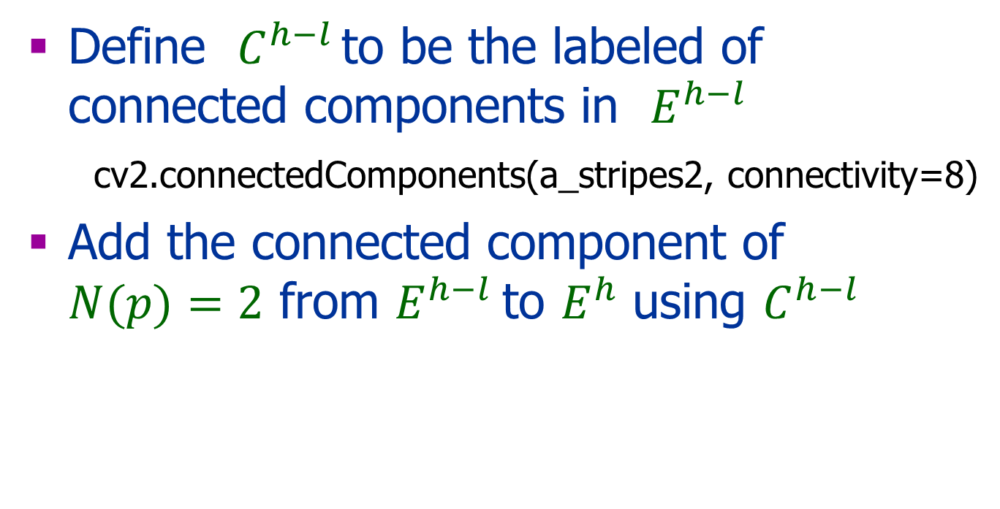 ▪ Define C^{h−l} to be the labeled of
connected components in E^{h−l}
cv2.connectedComponents(a_stripes2, connectivity=8)
▪ Add the connected component of
N(p) = 2 from E^{h−l} to E^h using C^{h−l}